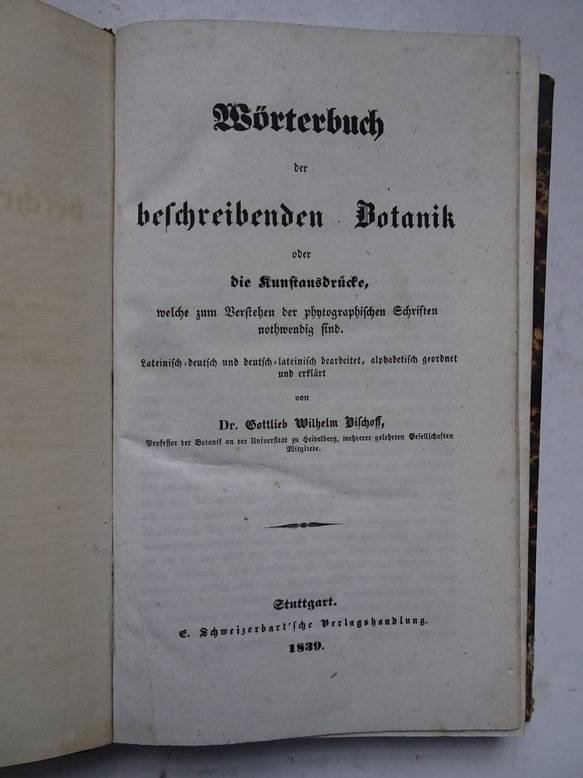 Wörterbuch
der
beschreibenden Botanik
oder
die Kunstausdrücke,
welche zum Verstehen der phytographischen Schriften
nothwendig sind.
Lateinisch-deutsch und deutsch-lateinisch bearbeitet, alphabetisch geordnet
und erklärt
von
Dr. Gottlieb Wilhelm Bischoff,
Professor der Botanik an der Universität zu Heidelberg, mehrerer gelehrten Gesellschaften
Mitgliede.
Stuttgart.
E. Schweizerbart'sche Verlagshandlung.
1839.